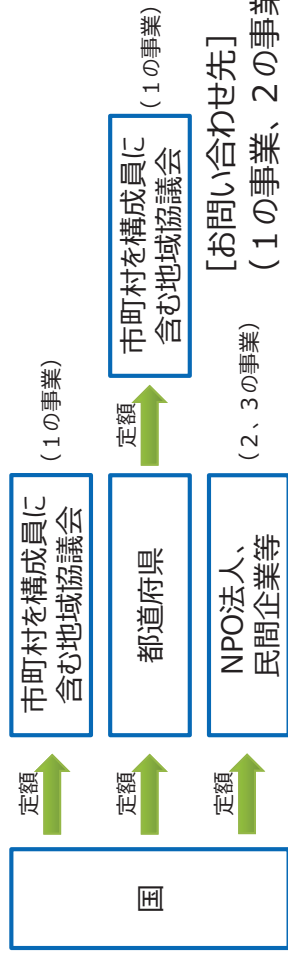 国
定額
市町村を構成員に
含む地域協議会
(1の事業)
定額
都道府県
定額
市町村を構成員に
含む地域協議会
(1の事業)
定額
NPO法人、
民間企業等
(2、3の事業)
[お問い合わせ先]
(1の事業、2の事業